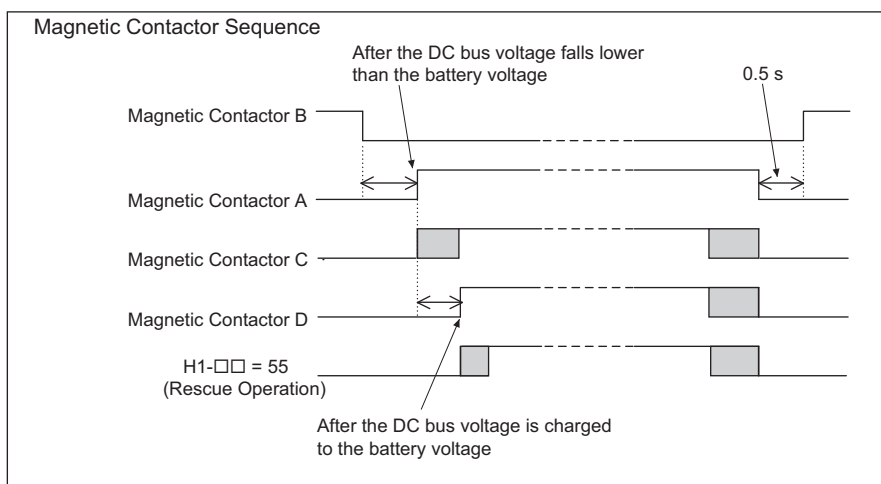 Magnetic Contactor Sequence
After the DC bus voltage falls lower
than the battery voltage
0.5 s
Magnetic Contactor B
Magnetic Contactor A
Magnetic Contactor C
Magnetic Contactor D
H1-□□ = 55
(Rescue Operation)
After the DC bus voltage is charged
to the battery voltage